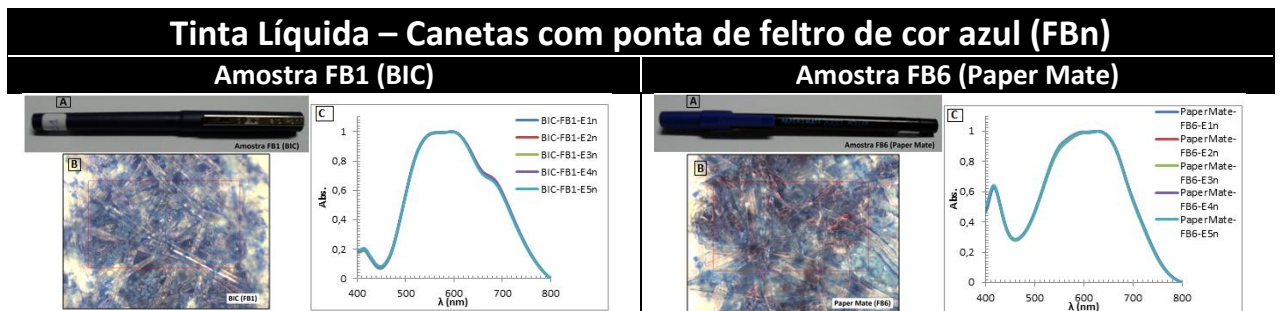 Tinta Líquida – Canetas com ponta de feltro de cor azul (FBn)
Amostra FB1 (BIC)
A
Amostra FB1 (BIC)
B
BIC (FB1)
C
Abs.
1
0,8
0,6
0,4
0,2
0
400 500 600 700 800
λ (nm)
BIC-FB1-E1n
BIC-FB1-E2n
BIC-FB1-E3n
BIC-FB1-E4n
BIC-FB1-E5n
Amostra FB6 (Paper Mate)
A
Amostra FB6 (Paper Mate)
B
Paper Mate (FB6)
C
Abs.
1
0,8
0,6
0,4
0,2
0
400 500 600 700 800
λ (nm)
PaperMate-
FB6-E1n
PaperMate-
FB6-E2n
PaperMate-
FB6-E3n
PaperMate-
FB6-E4n
PaperMate-
FB6-E5n